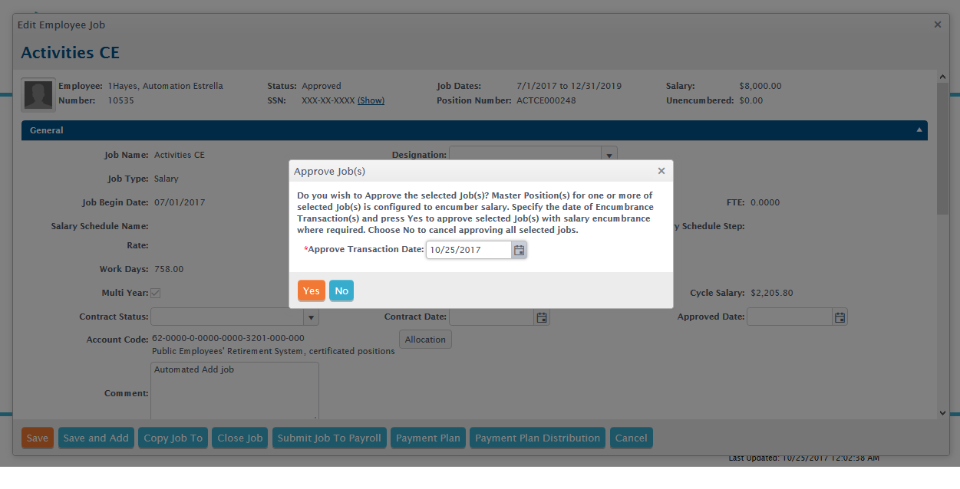 Edit Employee Job
Activities CE
Employee: 1Hayes, Automation Estrella Status: Approved Job Dates: 7/1/2017 to 12/31/2019 Salary: $8,000.00
Number: 10535 SSN: XXX-XX-XXXX (Show) Position Number: ACTCE000248 Unencumbered: $0.00
General
Job Name: Activities CE Designation:
Job Type: Salary
Job Begin Date: 07/01/2017 FTE: 0.0000
Salary Schedule Name: y Schedule Step:
Rate:
Work Days: 758.00
Multi Year: Cycle Salary: $2,205.80
Contract Status: Contract Date: Approved Date:
Account Code: 62-0000-0-0000-0000-3201-000-000 Allocation
Public Employees' Retirement System, certificated positions
Comment: Automated Add job
Approve Job(s)
Do you wish to Approve the selected Job(s)? Master Position(s) for one or more of
selected Job(s) is configured to encumber salary. Specify the date of Encumbrance
Transaction(s) and press Yes to approve selected Job(s) with salary encumbrance
where required. Choose No to cancel approving all selected jobs.
*Approve Transaction Date: 10/25/2017
Yes No
Save Save and Add Copy Job To Close Job Submit Job To Payroll Payment Plan Payment Plan Distribution Cancel
Last Updated: 10/25/2017 12:02:38 AM